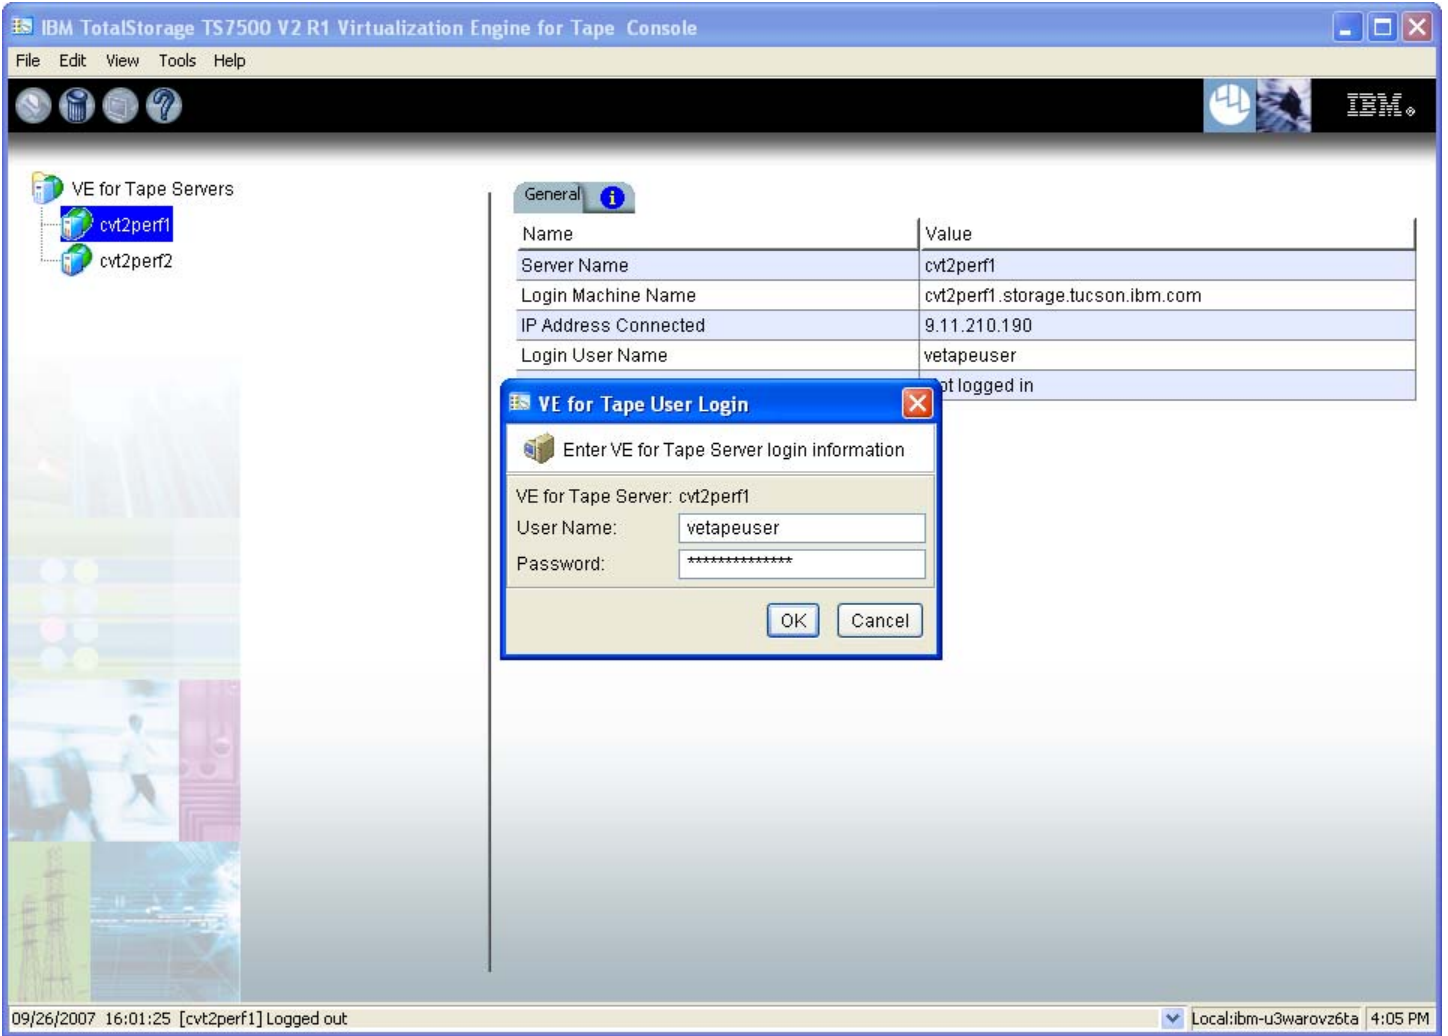 IBM TotalStorage TS7500 V2 R1 Virtualization Engine for Tape Console
File Edit View Tools Help
IBM
VE for Tape Servers
cvt2perf1
cvt2perf2
General
Name Value
Server Name cvt2perf1
Login Machine Name cvt2perf1.storage.tucson.ibm.com
IP Address Connected 9.11.210.190
Login User Name vetapeuser
logged in
VE for Tape User Login
Enter VE for Tape Server login information
VE for Tape Server: cvt2perf1
User Name: vetapeuser
Password: **************
OK Cancel
09/26/2007 16:01:25 [cvt2perf1] Logged out
Local:ibm-u3warovz6ta 4:05 PM